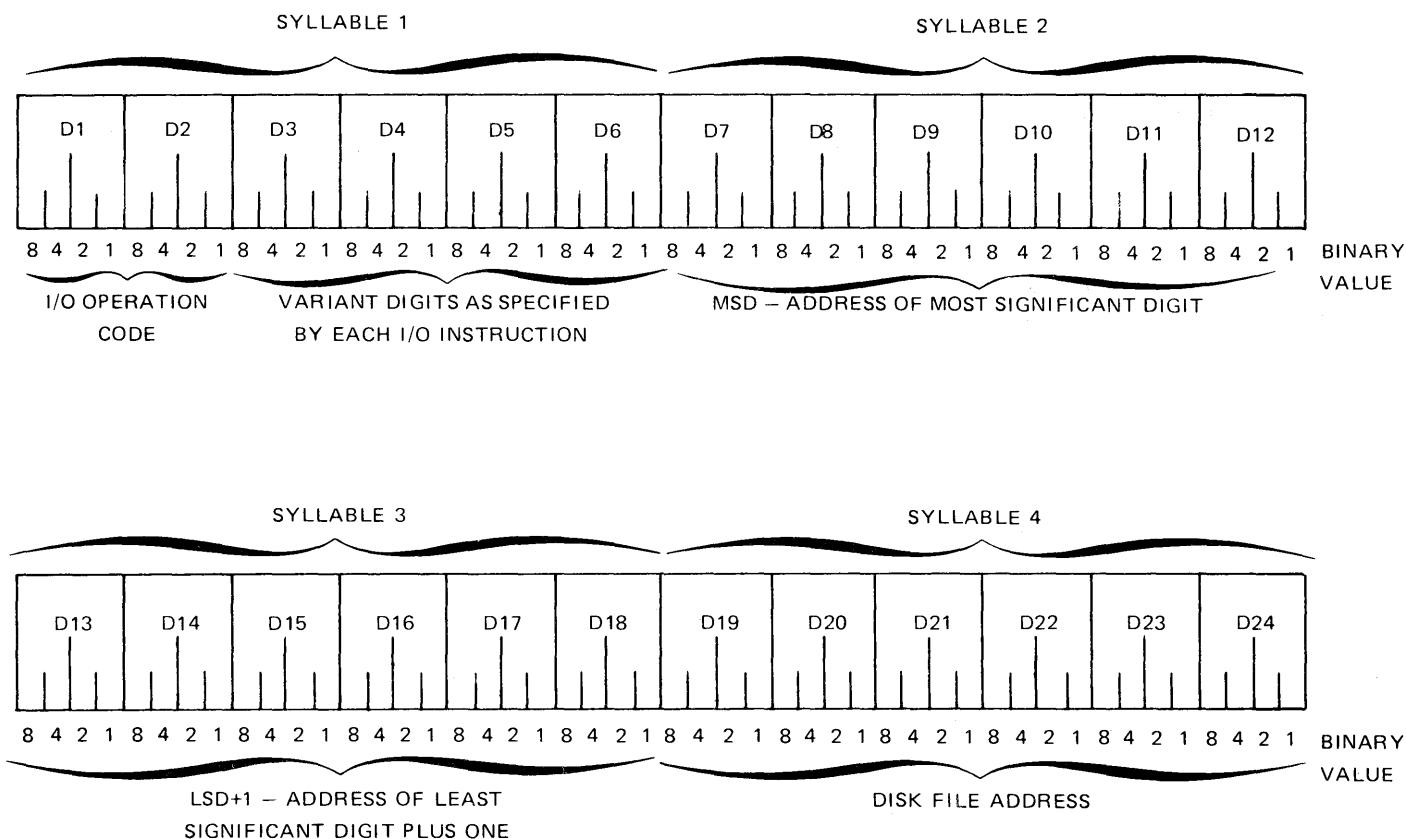 SYLLABLE 1 SYLLABLE 2
D1 D2 D3 D4 D5 D6 D7 D8 D9 D10 D11 D12
8 4 2 1 8 4 2 1 8 4 2 1 8 4 2 1 8 4 2 1 8 4 2 1 8 4 2 1 8 4 2 1 8 4 2 1 8 4 2 1 8 4 2 1 8 4 2 1 BINARY
VALUE
I/O OPERATION VARIANT DIGITS AS SPECIFIED MSD – ADDRESS OF MOST SIGNIFICANT DIGIT
CODE BY EACH I/O INSTRUCTION
SYLLABLE 3 SYLLABLE 4
D13 D14 D15 D16 D17 D18 D19 D20 D21 D22 D23 D24
8 4 2 1 8 4 2 1 8 4 2 1 8 4 2 1 8 4 2 1 8 4 2 1 8 4 2 1 8 4 2 1 8 4 2 1 8 4 2 1 8 4 2 1 8 4 2 1 BINARY
VALUE
LSD+1 – ADDRESS OF LEAST DISK FILE ADDRESS
SIGNIFICANT DIGIT PLUS ONE